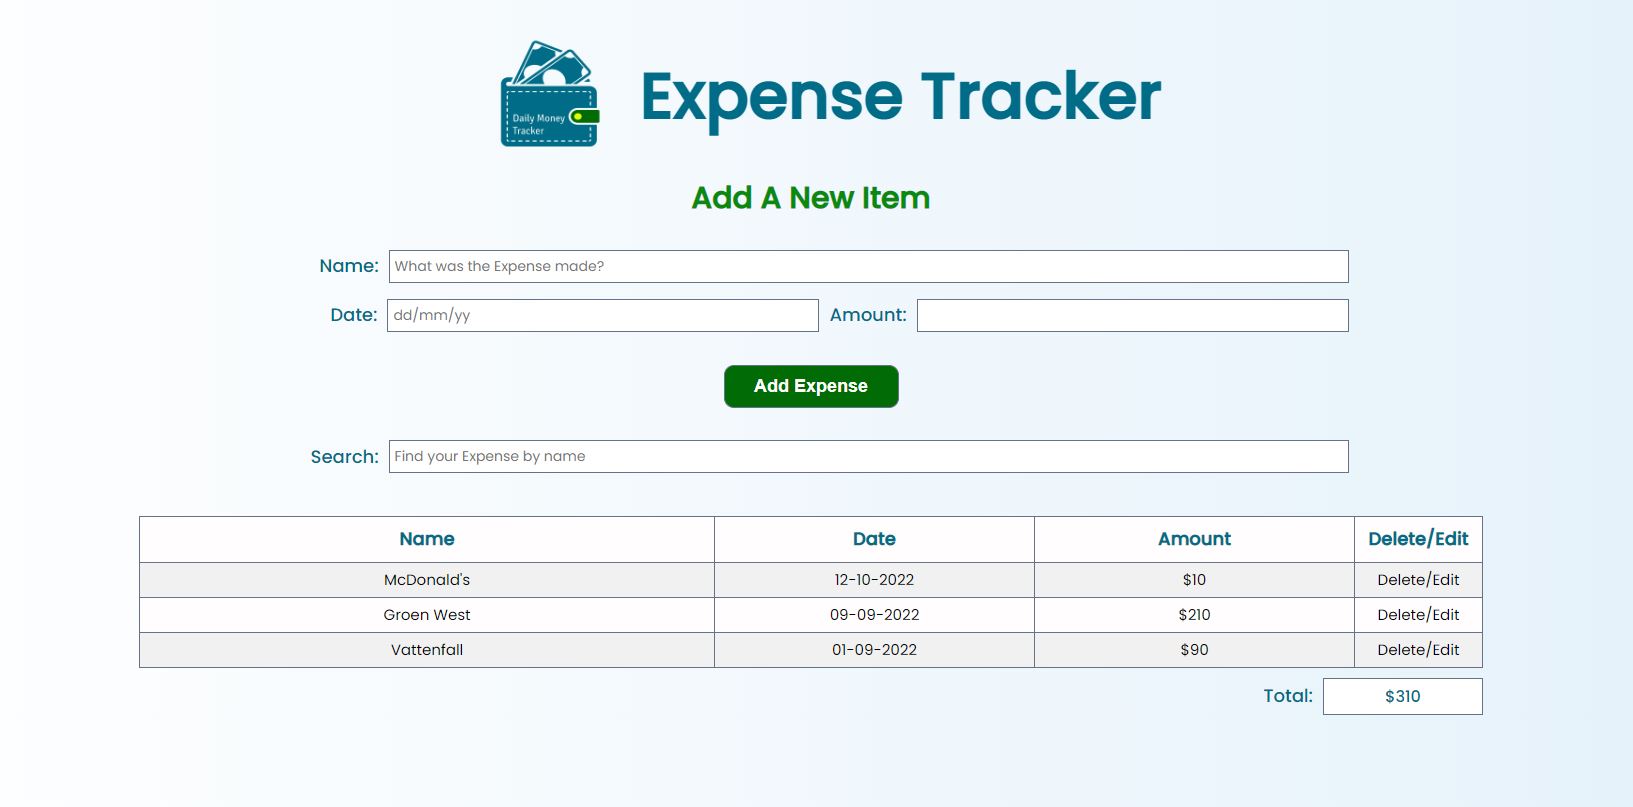 Daily Money
Tracker
Expense Tracker
Add A New Item
Name: What was the Expense made?
Date: dd/mm/yy Amount:
Add Expense
Search: Find your Expense by name
Name Date Amount Delete/Edit
McDonald's 12-10-2022 $10 Delete/Edit
Groen West 09-09-2022 $210 Delete/Edit
Vattenfall 01-09-2022 $90 Delete/Edit
Total: $310